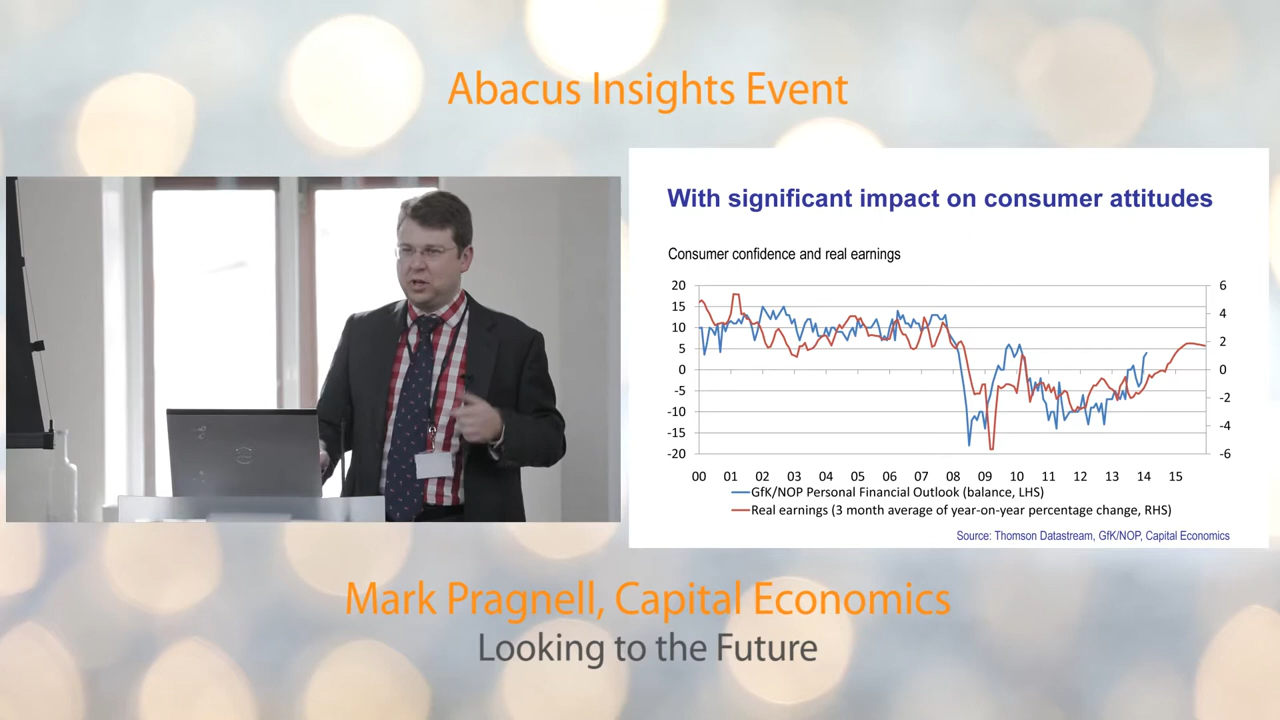 Abacus Insights Event
With significant impact on consumer attitudes
Consumer confidence and real earnings
20 6
15 4
10
5 2
0 0
-5
-10 -2
-15 -4
-20 -6
00 01 02 03 04 05 06 07 08 09 10 11 12 13 14 15
GfK/NOP Personal Financial Outlook (balance, LHS)
Real earnings (3 month average of year-on-year percentage change, RHS)
Source: Thomson Datastream, GfK/NOP, Capital Economics
Mark Pragnell, Capital Economics
Looking to the Future